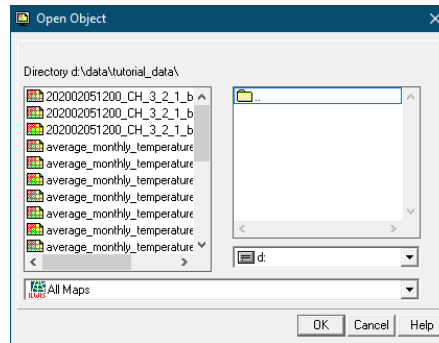 Open Object
Directory d:\data\tutorial_data\
202002051200_CH_3_2_1_b
202002051200_CH_3_2_1_b
202002051200_CH_3_2_1_b
average_monthly_temperature
average_monthly_temperature
average_monthly_temperature
average_monthly_temperature
average_monthly_temperature
average_monthly_temperature
average_monthly_temperature
..
d:
ILWIS All Maps
OK Cancel Help